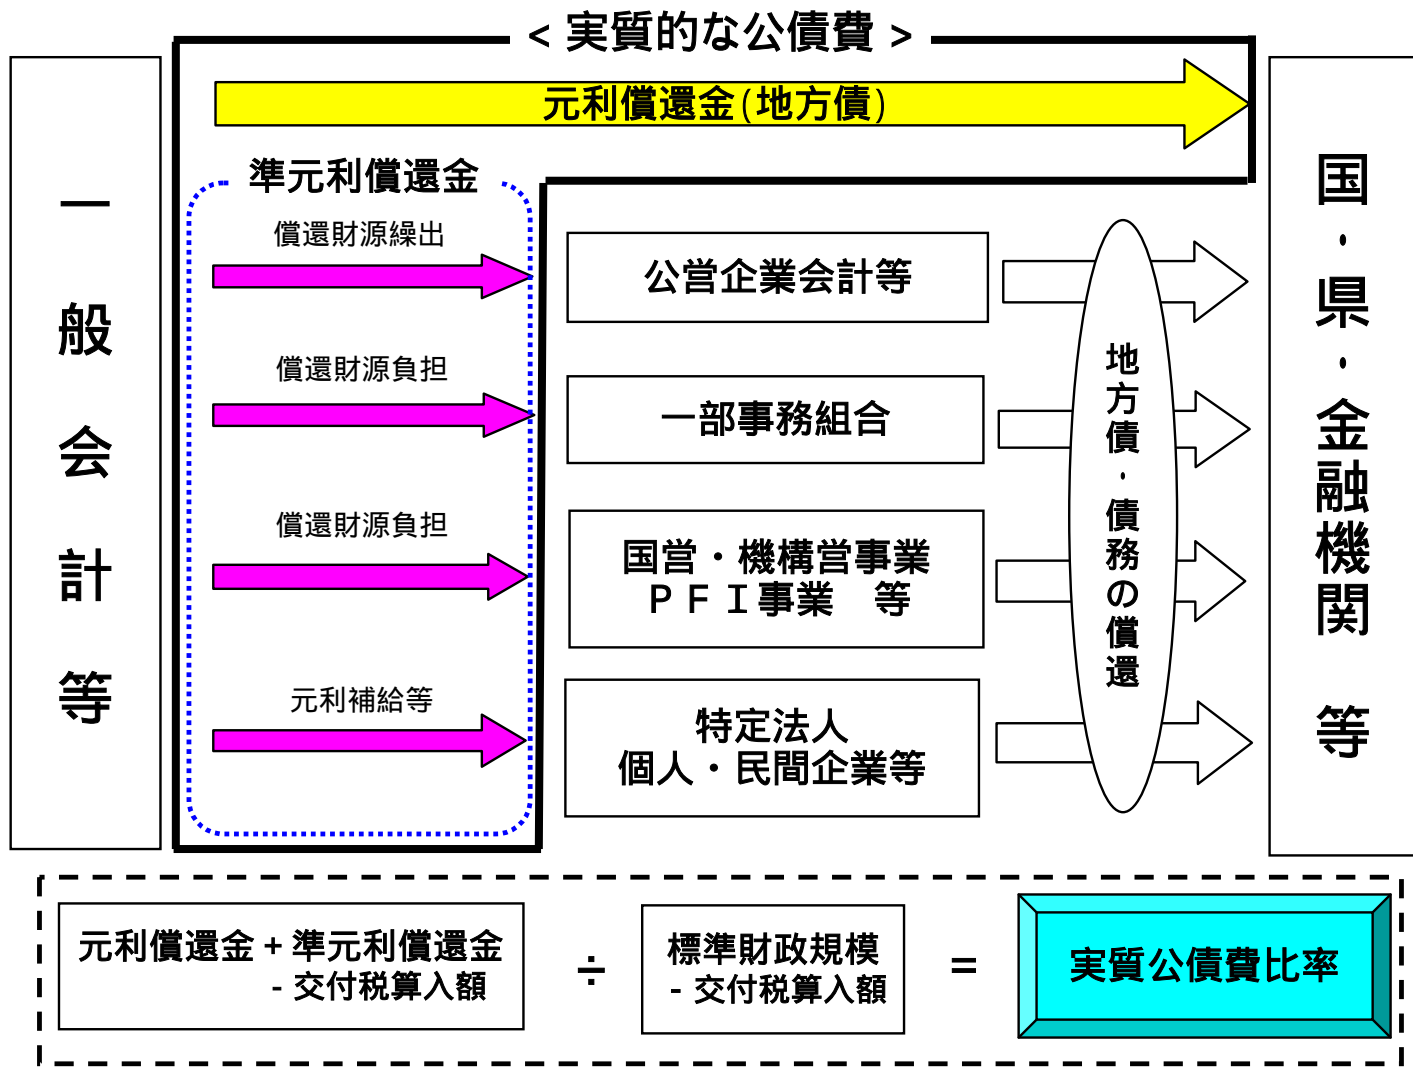 < 実質的な公債費 >
元利償還金(地方債)
一般会計等
準元利償還金
償還財源繰出
償還財源負担
償還財源負担
元利補給等
公営企業会計等
一部事務組合
国営・機構営事業
ＰＦＩ事業　等
特定法人
個人・民間企業等
地方債・債務の償還
国・県・金融機関　等
元利償還金 + 準元利償還金
- 交付税算入額
÷
標準財政規模
- 交付税算入額
=
実質公債費比率